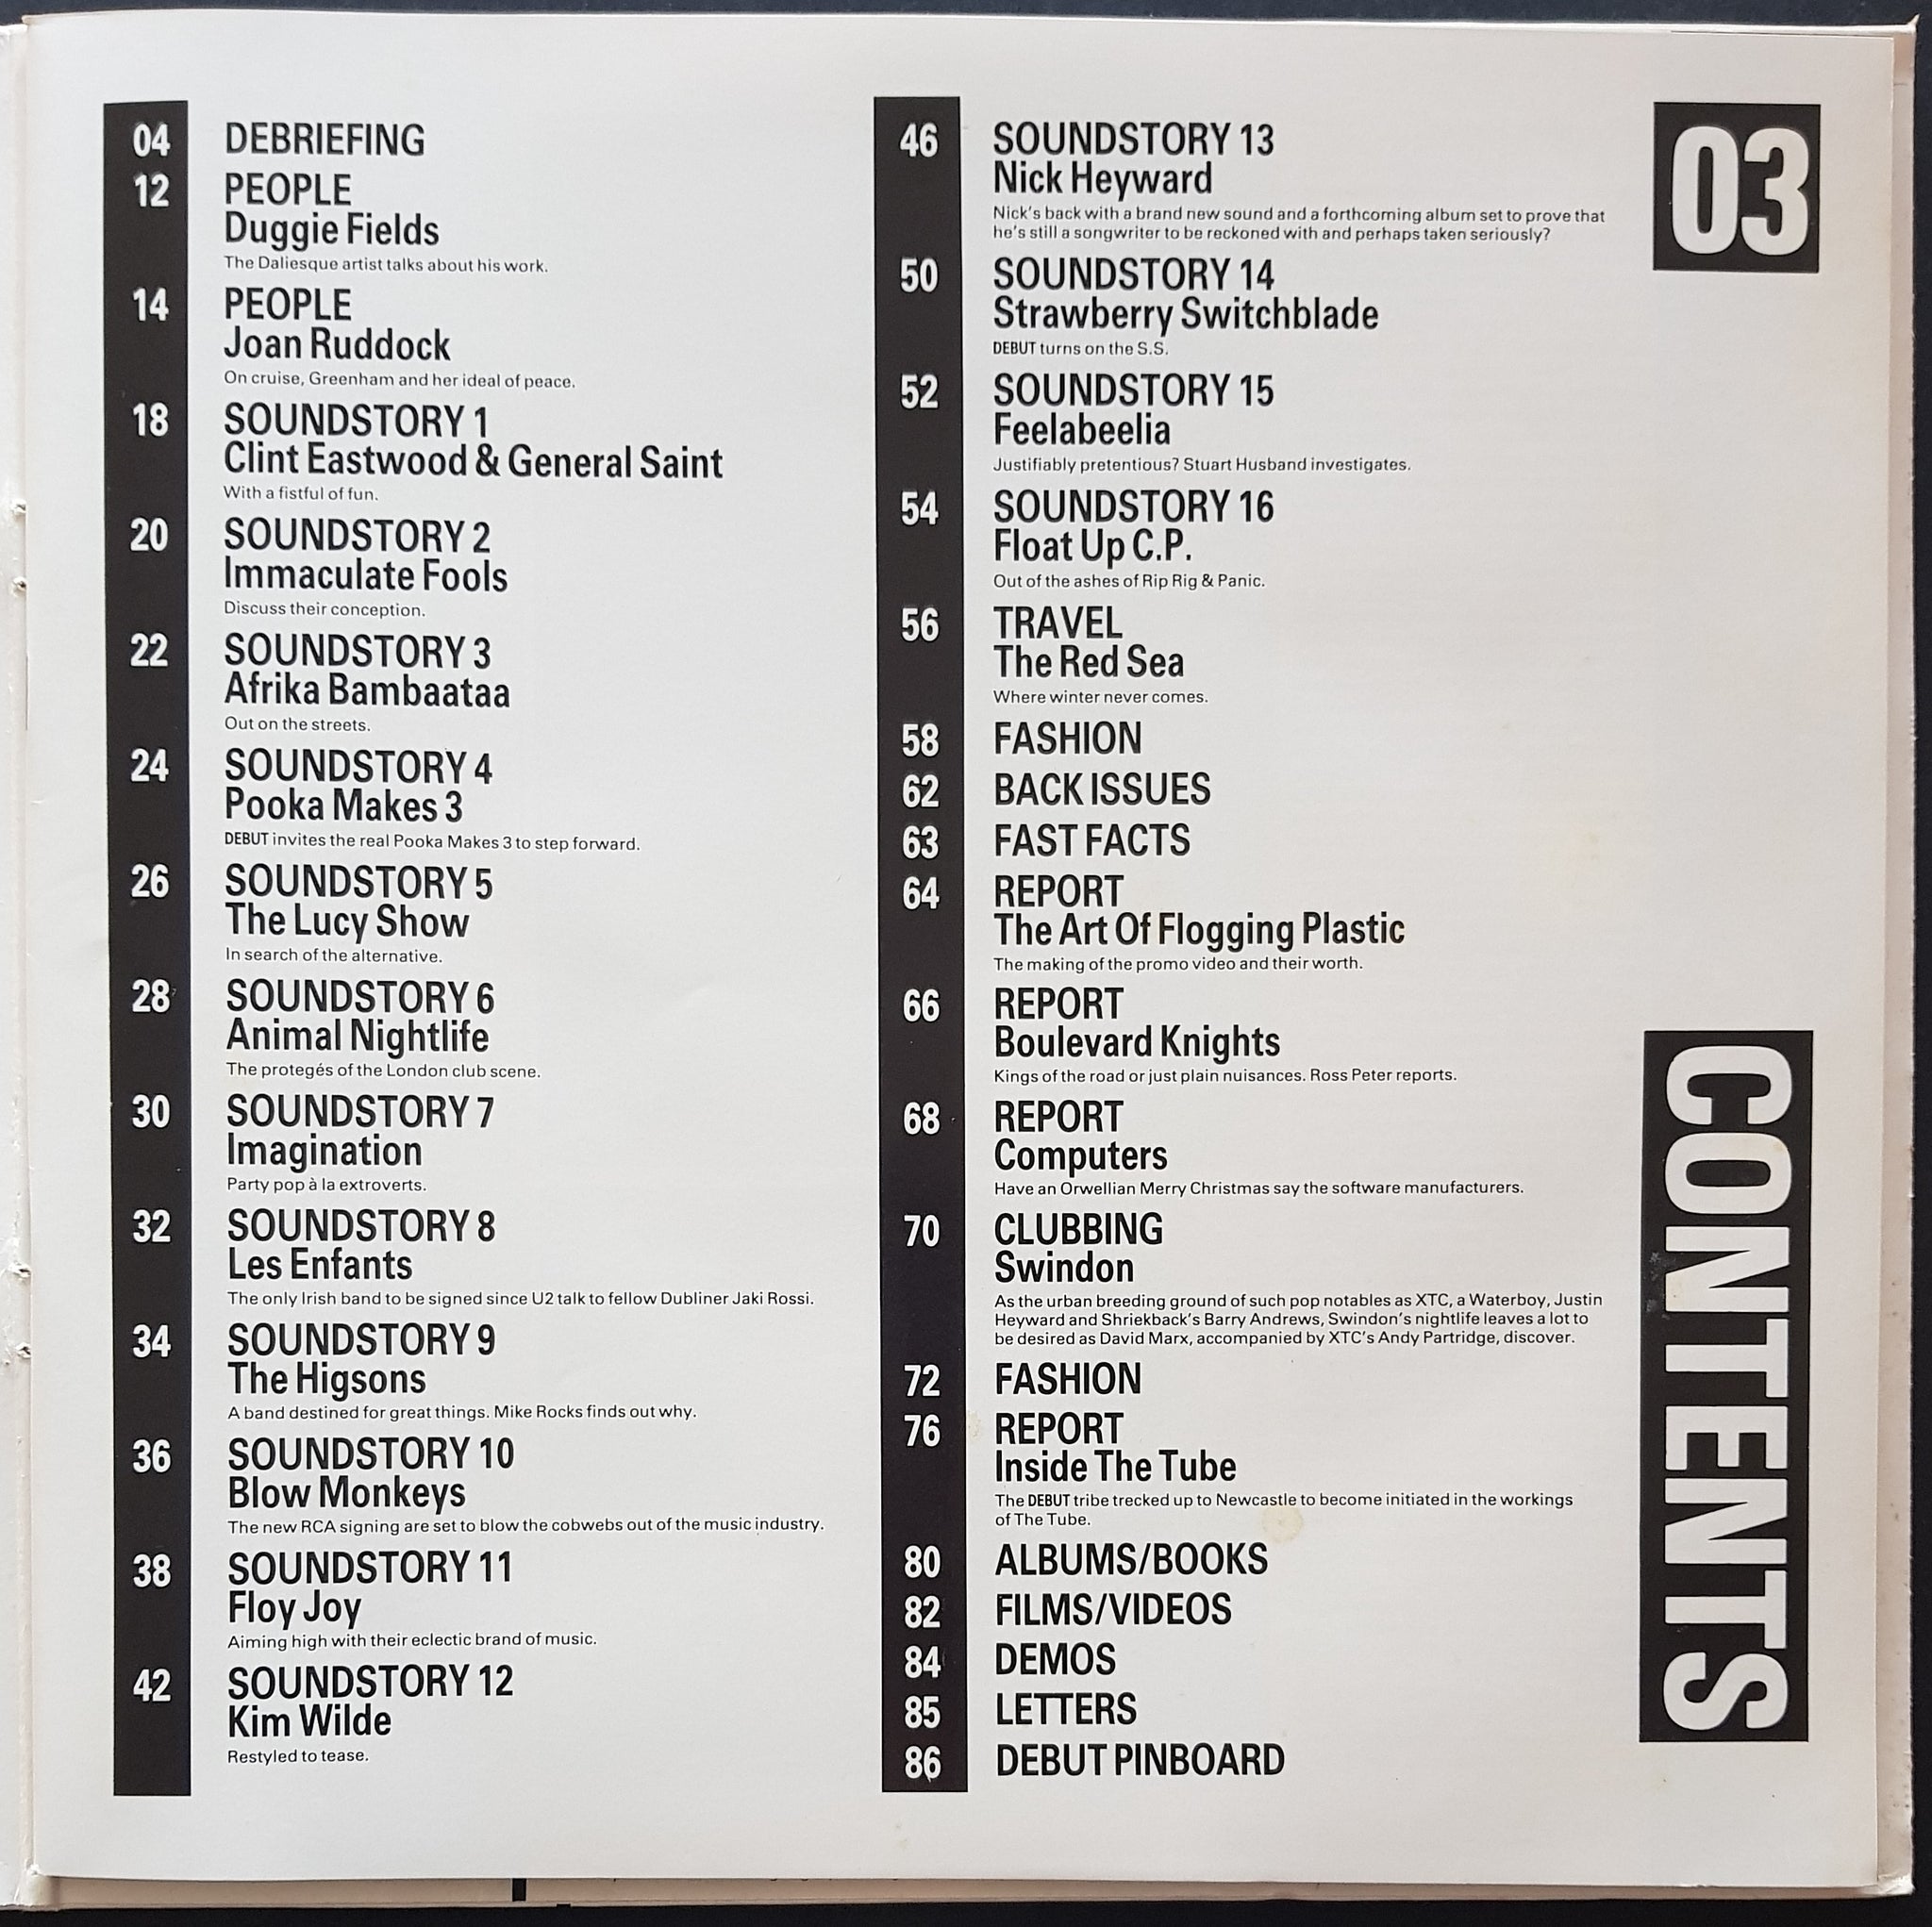 04 DEBRIEFING
12 PEOPLE
Duggie Fields
The Daliesque artist talks about his work.
14 PEOPLE
Joan Ruddock
On cruise, Greenham and her ideal of peace.
18 SOUNDSTORY 1
Clint Eastwood & General Saint
With a fistful of fun.
20 SOUNDSTORY 2
Immaculate Fools
Discuss their conception.
22 SOUNDSTORY 3
Afrika Bambaataa
Out on the streets.
24 SOUNDSTORY 4
Pooka Makes 3
DEBUT invites the real Pooka Makes 3 to step forward.
26 SOUNDSTORY 5
The Lucy Show
In search of the alternative.
28 SOUNDSTORY 6
Animal Nightlife
The protegés of the London club scene.
30 SOUNDSTORY 7
Imagination
Party pop à la extroverts.
32 SOUNDSTORY 8
Les Enfants
The only Irish band to be signed since U2 talk to fellow Dubliner Jaki Rossi.
34 SOUNDSTORY 9
The Higsons
A band destined for great things. Mike Rocks finds out why.
36 SOUNDSTORY 10
Blow Monkeys
The new RCA signing are set to blow the cobwebs out of the music industry.
38 SOUNDSTORY 11
Floy Joy
Aiming high with their eclectic brand of music.
42 SOUNDSTORY 12
Kim Wilde
Restyled to tease.
46 SOUNDSTORY 13
Nick Heyward
Nick's back with a brand new sound and a forthcoming album set to prove that
he's still a songwriter to be reckoned with and perhaps taken seriously?
50 SOUNDSTORY 14
Strawberry Switchblade
DEBUT turns on the S.S.
52 SOUNDSTORY 15
Feelabeelia
Justifiably pretentious? Stuart Husband investigates.
54 SOUNDSTORY 16
Float Up C.P.
Out of the ashes of Rip Rig & Panic.
56 TRAVEL
The Red Sea
Where winter never comes.
58 FASHION
62 BACK ISSUES
63 FAST FACTS
64 REPORT
The Art Of Flogging Plastic
The making of the promo video and their worth.
66 REPORT
Boulevard Knights
Kings of the road or just plain nuisances. Ross Peter reports.
68 REPORT
Computers
Have an Orwellian Merry Christmas say the software manufacturers.
70 CLUBBING
Swindon
As the urban breeding ground of such pop notables as XTC, a Waterboy, Justin
Heyward and Shriekback's Barry Andrews, Swindon's nightlife leaves a lot to
be desired as David Marx, accompanied by XTC's Andy Partridge, discover.
72 FASHION
76 REPORT
Inside The Tube
The DEBUT tribe trecked up to Newcastle to become initiated in the workings
of The Tube.
80 ALBUMS/BOOKS
82 FILMS/VIDEOS
84 DEMOS
85 LETTERS
86 DEBUT PINBOARD
03
CONTENTS